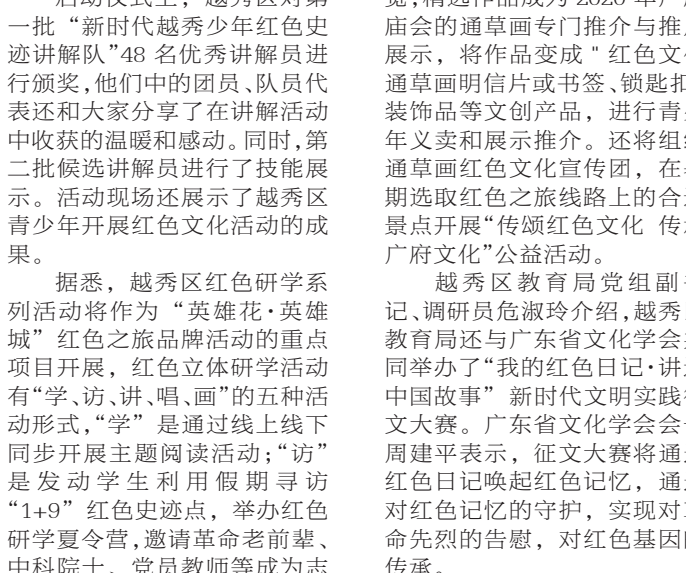 启动仪式上，越秀区对第
一批“新时代越秀少年红色史
迹讲解队”48 名优秀讲解员进
行颁奖,他们中的团员、队员代
表还和大家分享了在讲解活动
中收获的温暖和感动。同时,第
二批候选讲解员进行了技能展
示。活动现场还展示了越秀区
青少年开展红色文化活动的成
果。
据悉，越秀区红色研学系
列活动将作为“英雄花·英雄
城”红色之旅品牌活动的重点
项目开展，红色立体研学活动
有“学、访、讲、唱、画”的五种活
动形式,“学”是通过线上线下
同步开展主题阅读活动;“访”
是发动学生利用假期寻访
“1+9”红色史迹点，举办红色
研学夏令营,邀请革命老前辈、
中科院士、党员教师等成为志
览,精选作品成为 2020 年广
庙会的通草画专门推介与推
展示，将作品变成 " 红色文
通草画明信片或书签、锁匙扣
装饰品等文创产品，进行青
年义卖和展示推介。还将组
通草画红色文化宣传团，在
期选取红色之旅线路上的合
景点开展“传颂红色文化 传
广府文化”公益活动。
越秀区教育局党组副
记、调研员危淑玲介绍,越秀
教育局还与广东省文化学会
同举办了“我的红色日记·讲
中国故事”新时代文明实践
文大赛。广东省文化学会会
周建平表示，征文大赛将通
红色日记唤起红色记忆，通
对红色记忆的守护，实现对
命先烈的告慰，对红色基因
传承。